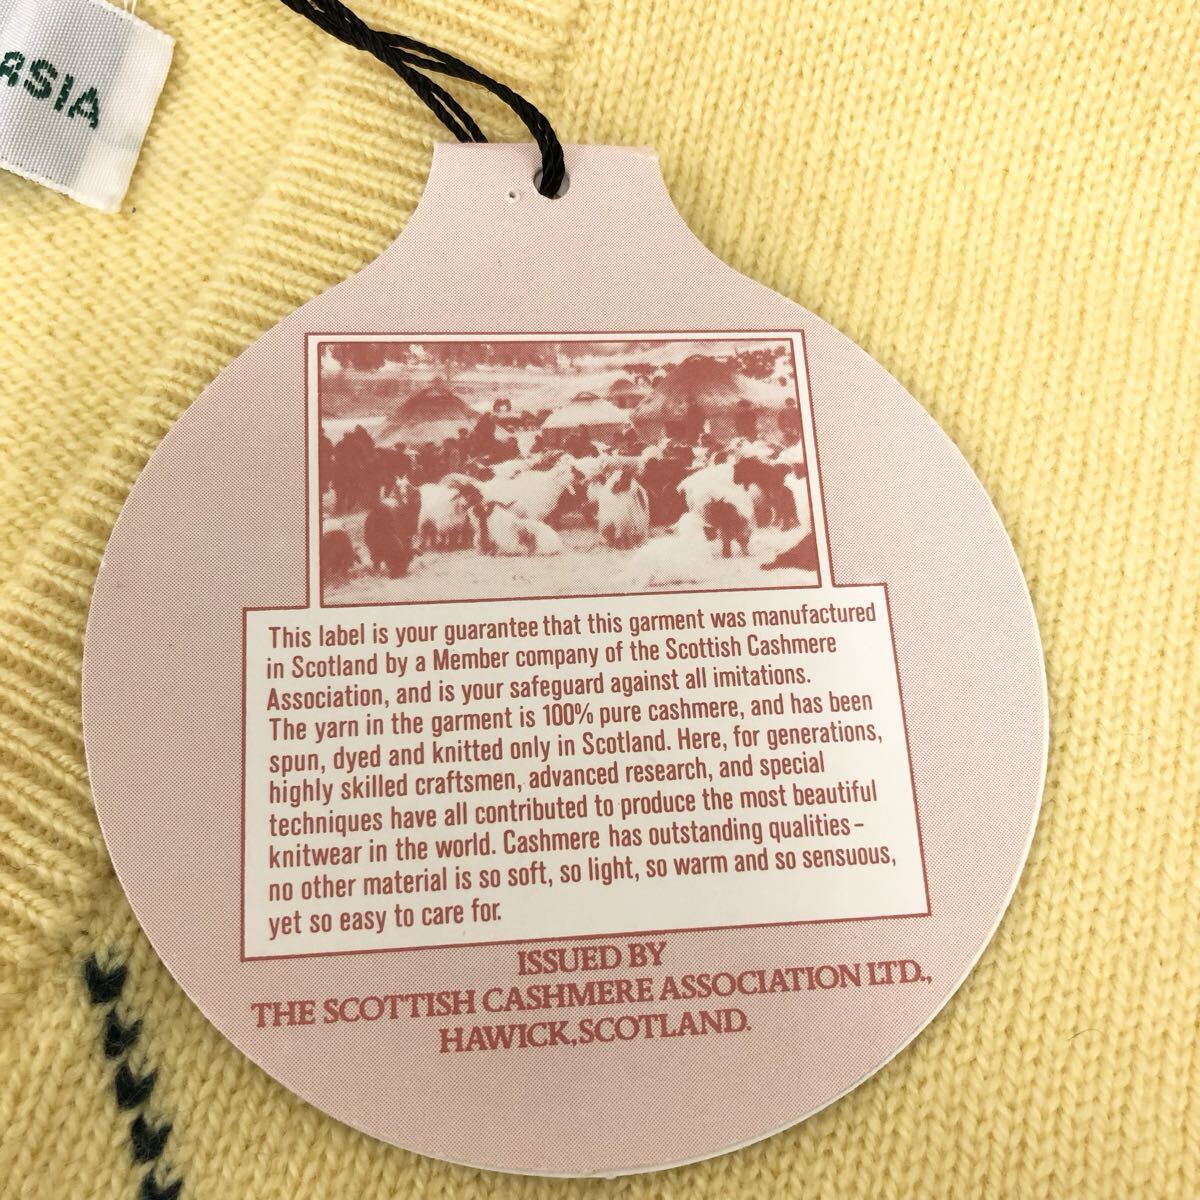 ASIA
This label is your guarantee that this garment was manufactured
in Scotland by a Member company of the Scottish Cashmere
Association, and is your safeguard against all imitations.
The yarn in the garment is 100% pure cashmere, and has been
spun, dyed and knitted only in Scotland. Here, for generations,
highly skilled craftsmen, advanced research, and special
techniques have all contributed to produce the most beautiful
knitwear in the world. Cashmere has outstanding qualities–
no other material is so soft, so light, so warm and so sensuous,
yet so easy to care for.
ISSUED BY
THE SCOTTISH CASHMERE ASSOCIATION LTD.,
HAWICK, SCOTLAND.